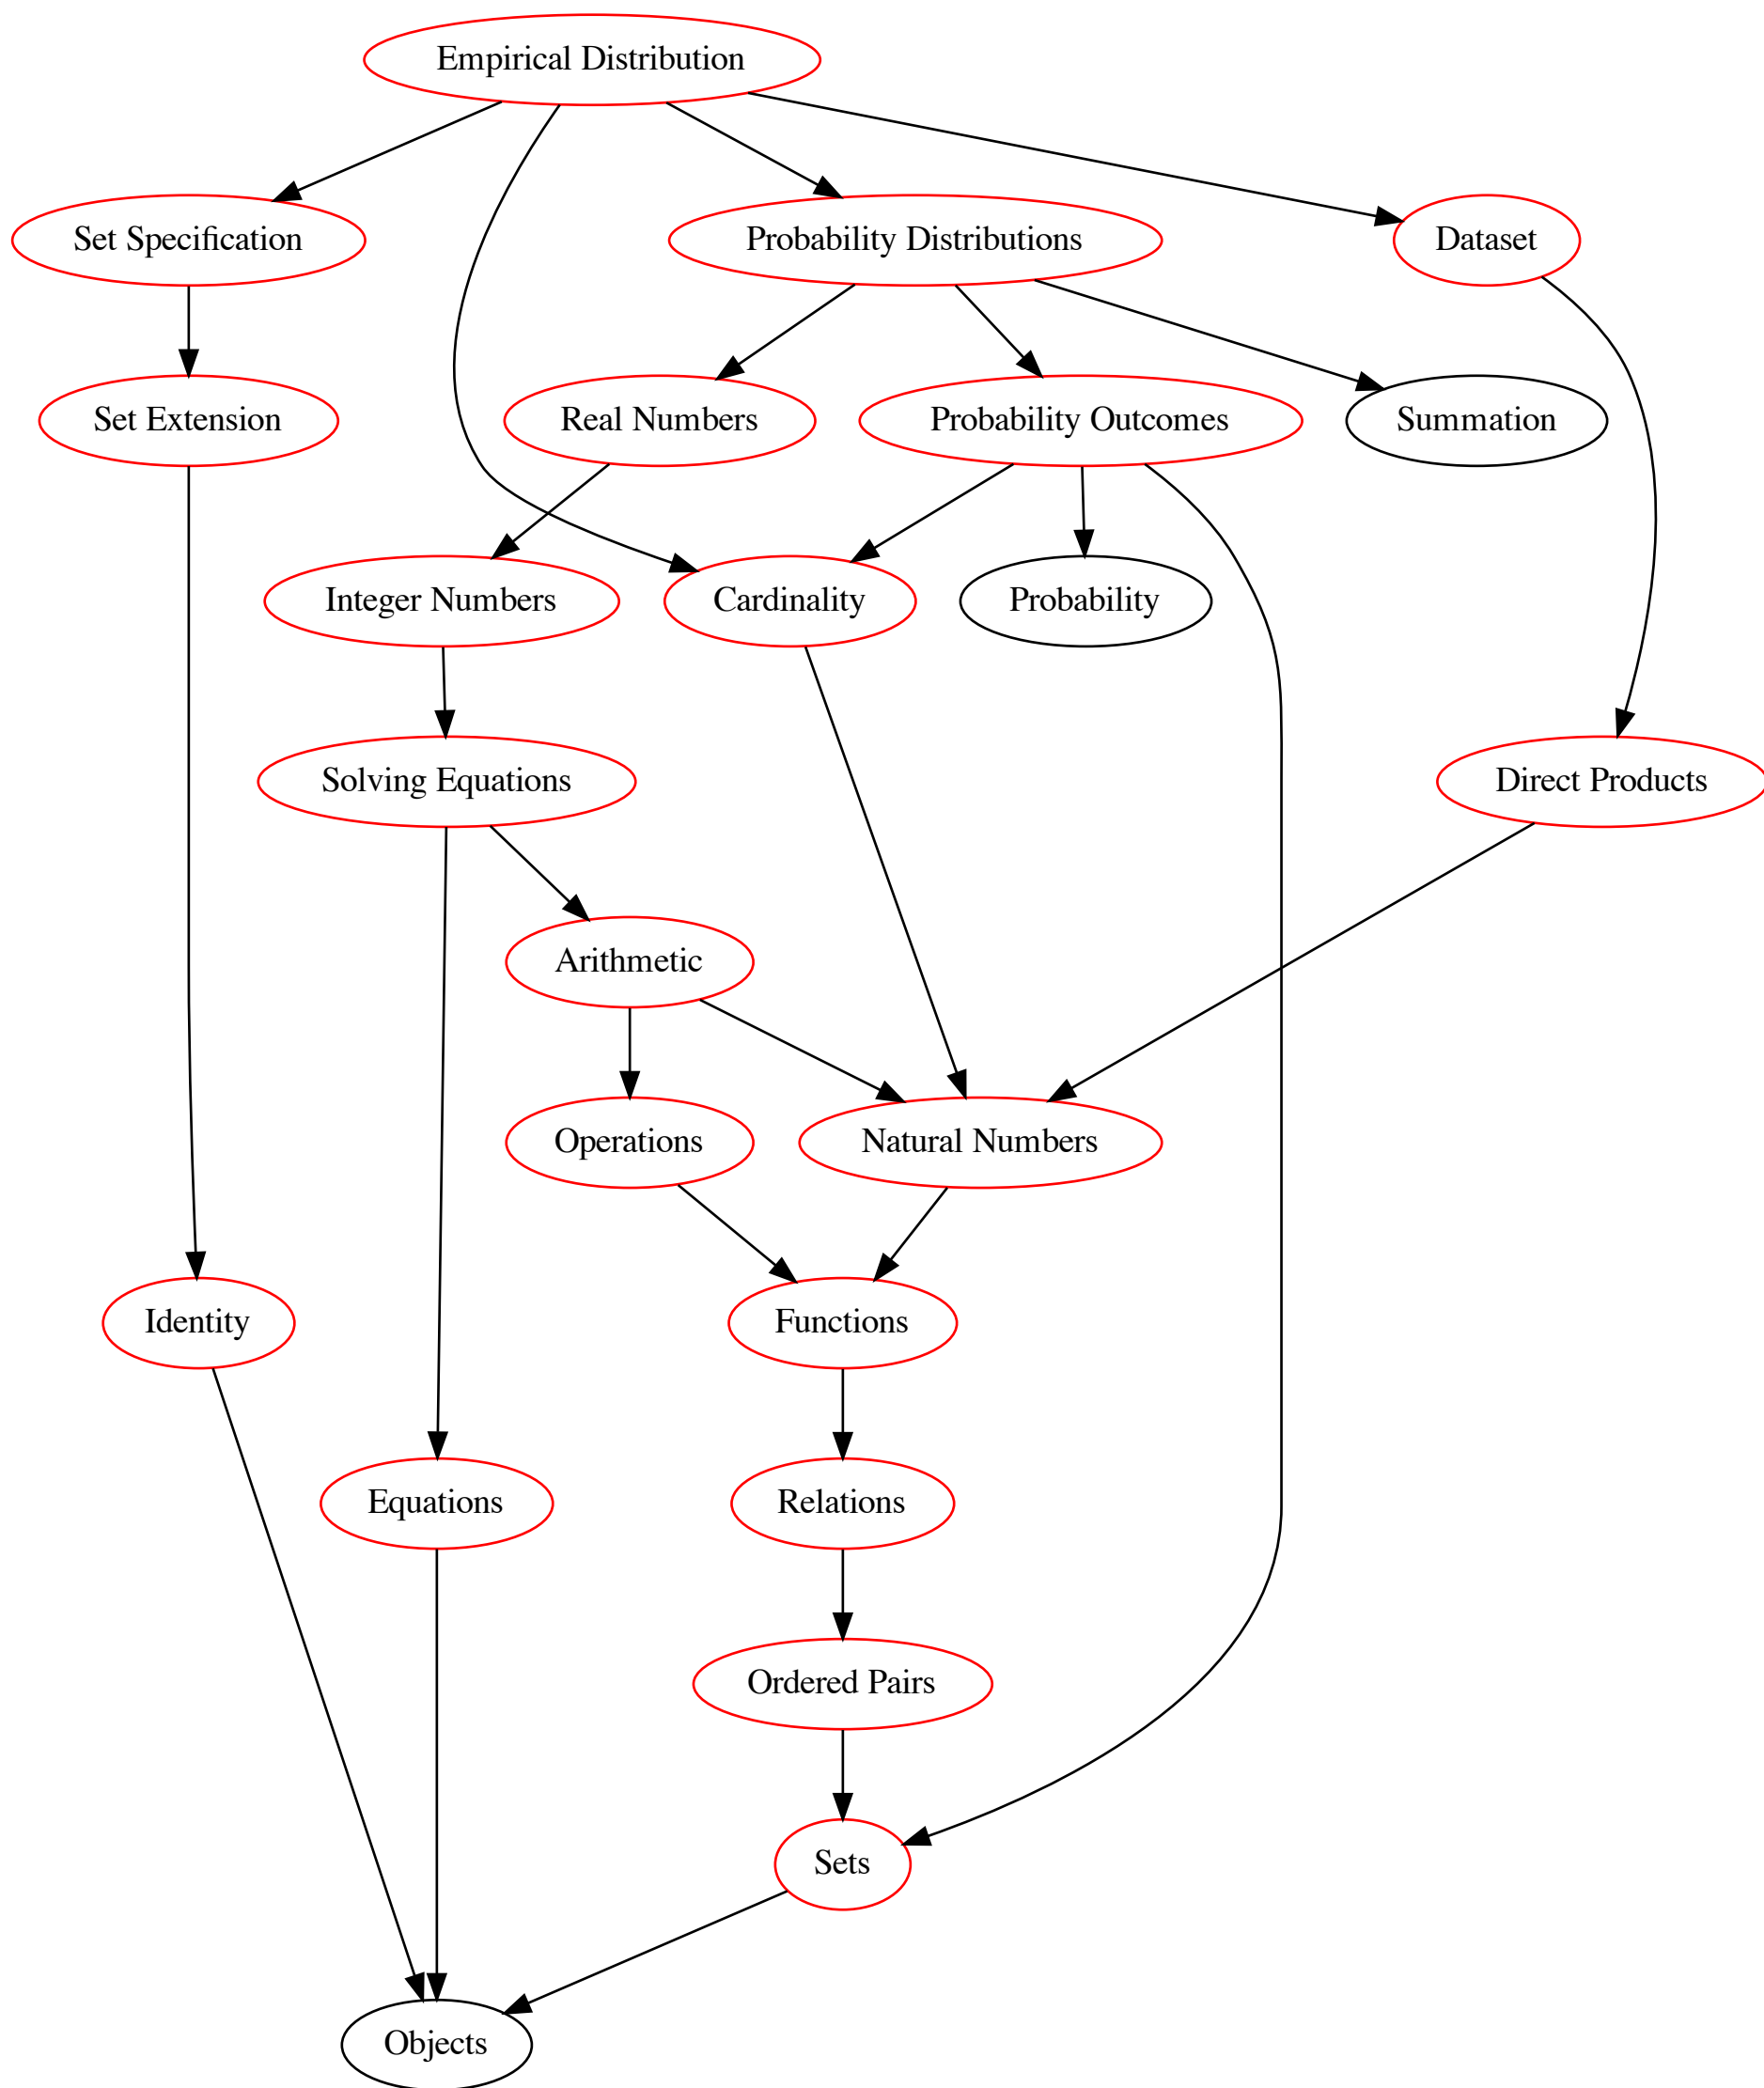 Empirical Distribution
Set Specification
Probability Distributions
Dataset
Set Extension
Real Numbers
Probability Outcomes
Summation
Integer Numbers
Cardinality
Probability
Solving Equations
Direct Products
Arithmetic
Operations
Natural Numbers
Identity
Functions
Equations
Relations
Ordered Pairs
Sets
Objects